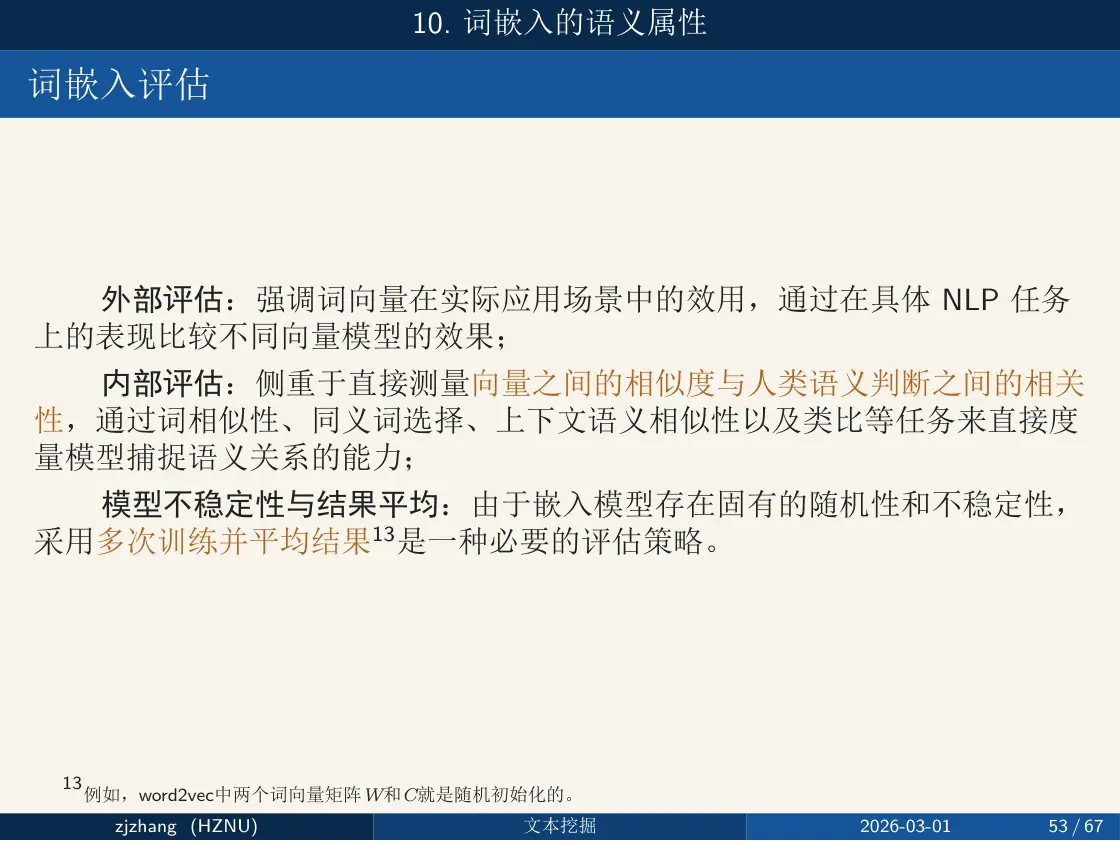 10. 词嵌入的语义属性
词嵌入评估
外部评估：强调词向量在实际应用场景中的效用，通过在具体 NLP 任务
上的表现比较不同向量模型的效果；
内部评估：侧重于直接测量向量之间的相似度与人类语义判断之间的相关
性，通过词相似性、同义词选择、上下文语义相似性以及类比等任务来直接度
量模型捕捉语义关系的能力；
模型不稳定性与结果平均：由于嵌入模型存在固有的随机性和不稳定性，
采用多次训练并平均结果13是一种必要的评估策略。
13例如，word2vec中两个词向量矩阵W和C就是随机初始化的。
zjzhang (HZNU) 文本挖掘 2026-03-01 53 / 67